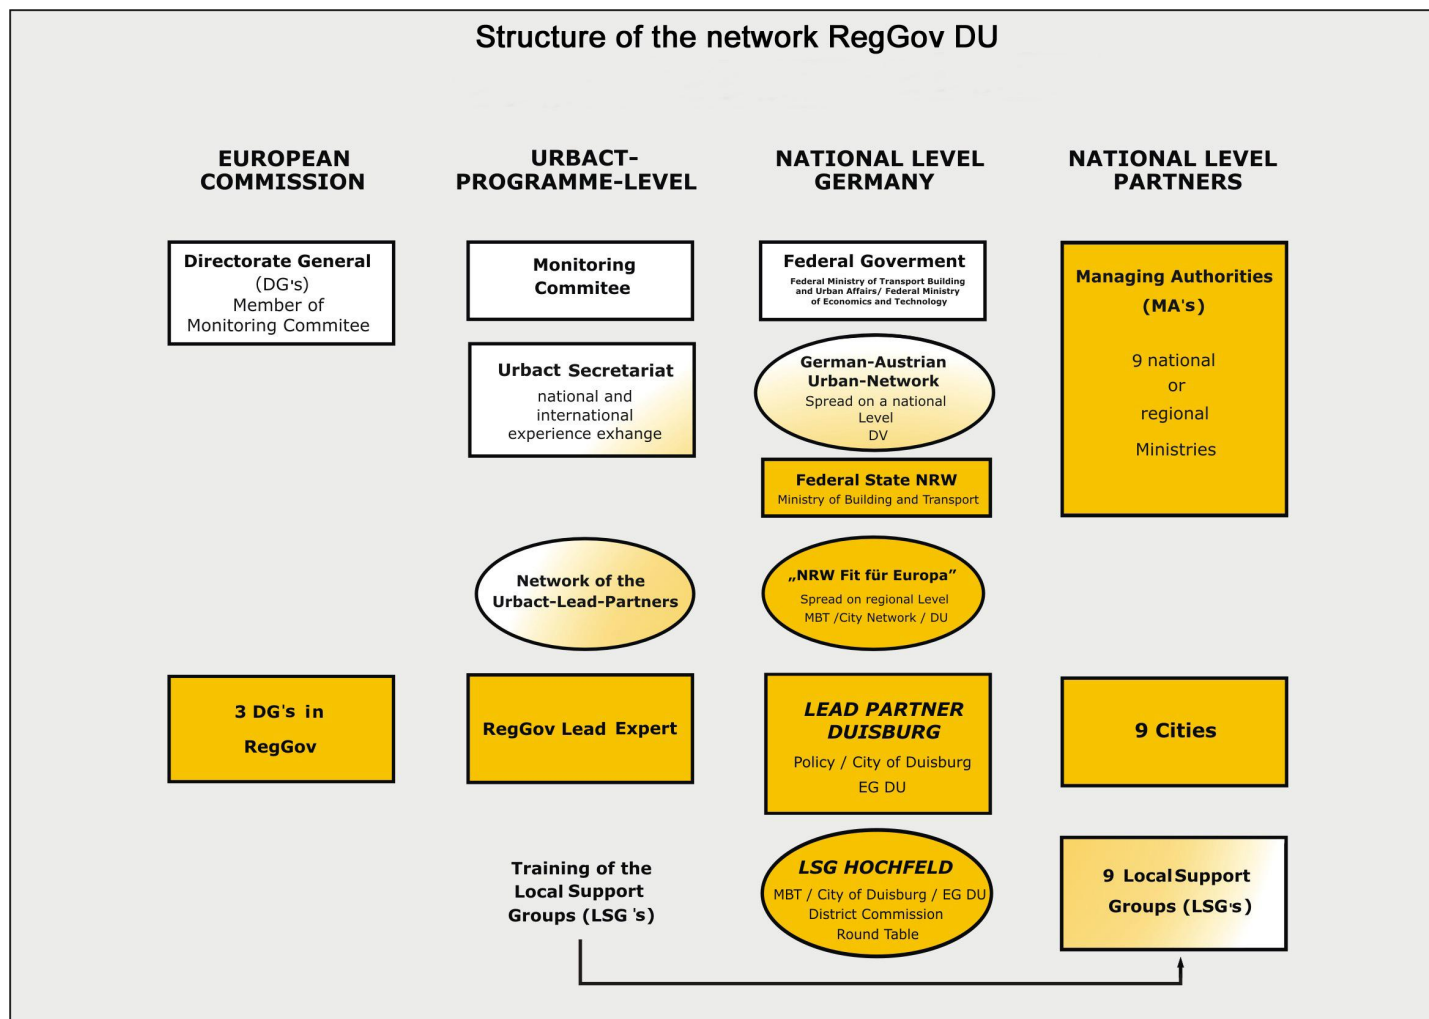 Structure of the network RegGov DU
EUROPEAN
COMMISSION
Directorate General
(DG's)
Member of
Monitoring Commitee
3 DG's in
RegGov
URBACT-
PROGRAMME-LEVEL
Monitoring
Commitee
Urbact Secretariat
national and
international
experience exhange
Network of the
Urbact-Lead-Partners
RegGov Lead Expert
Training of the
Local Support
Groups (LSG 's)
NATIONAL LEVEL
GERMANY
Federal Goverment
Federal Ministry of Transport Building
and Urban Affairs/ Federal Ministry
of Economics and Technology
German-Austrian
Urban-Network
Spread on a national
Level
DV
Federal State NRW
Ministry of Building and Transport
„NRW Fit für Europa”
Spread on regional Level
MBT /City Network / DU
LEAD PARTNER
DUISBURG
Policy / City of Duisburg
EG DU
LSG HOCHFELD
MBT / City of Duisburg / EG DU
District Commission
Round Table
NATIONAL LEVEL
PARTNERS
Managing Authorities
(MA's)
9 national
or
regional
Ministries
9 Cities
9 Local Support
Groups (LSG's)